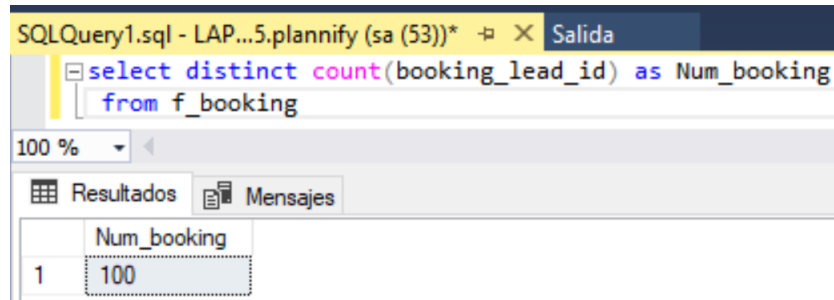 SQLQuery1.sql - LAP...5.plannify (sa (53))* Salida
select distinct count(booking_lead_id) as Num_booking
from f_booking
100 %
Resultados Mensajes
Num_booking
1 100